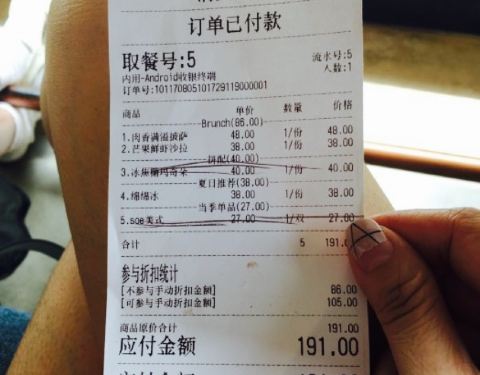 订单已付款
取餐号:5 流水号:5
人数:1
内用-Android收银终端
订单号:101170805101729119000001
商品 单价 数量 价格
Brunch(86.00)
1.肉香满溢披萨 48.00 1/份 48.00
2.芒果鲜虾沙拉 38.00 1/份 38.00
拼配(40.00)
3.冰焦糖玛奇朵 40.00 1/份 40.00
夏日推荐(38.00)
4.绵绵冰 38.00 1/份 38.00
当季单品(27.00)
5.soe美式 27.00 1/双 27.00
合计 5 191.0
参与折扣统计
[不参与手动折扣金额] 86.00
[可参与手动折扣金额] 105.00
商品原价合计 191.00
应付金额 191.00